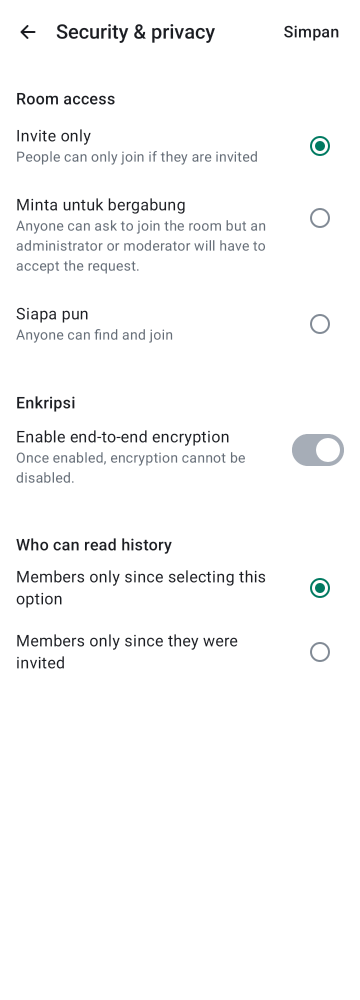 Security & privacy
Simpan
Room access
Invite only
People can only join if they are invited
Minta untuk bergabung
Anyone can ask to join the room but an
administrator or moderator will have to
accept the request.
Siapa pun
Anyone can find and join
Enkripsi
Enable end-to-end encryption
Once enabled, encryption cannot be
disabled.
Who can read history
Members only since selecting this
option
Members only since they were
invited